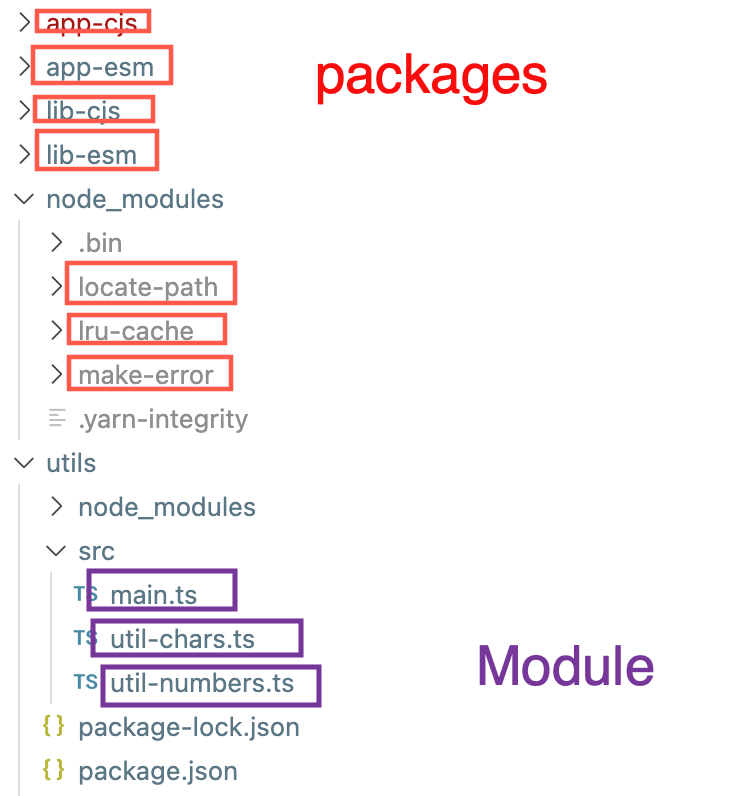 app-cjs
app-esm
packages
lib-cjs
lib-esm
node_modules
.bin
locate-path
lru-cache
make-error
.yarn-integrity
utils
node_modules
src
TS main.ts
TS util-chars.ts
Module
TS util-numbers.ts
{} package-lock.json
{} package.json